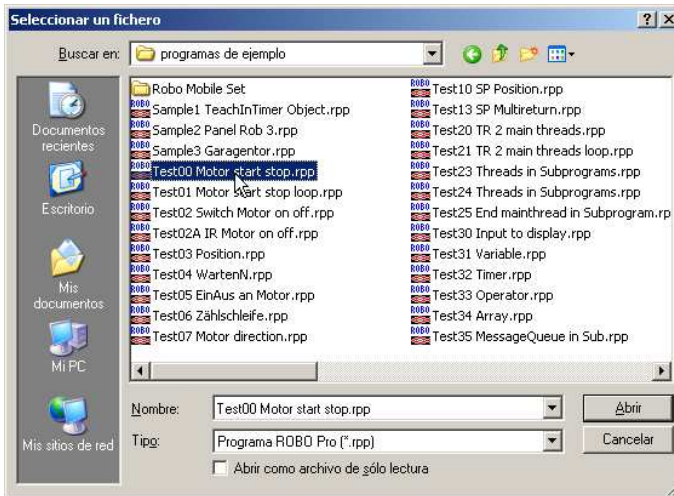 Seleccionar un fichero
Buscar en: programas de ejemplo
Documentos
recientes
Escritorio
Mis
documentos
Mi PC
Mis sitios de red
Robo Mobile Set
Sample1 TeachInTimer Object.rpp
Sample2 Panel Rob 3.rpp
Sample3 Garagentor.rpp
Test00 Motor start stop.rpp
Test01 Motor start stop loop.rpp
Test02 Switch Motor on off.rpp
Test02A IR Motor on off.rpp
Test03 Position.rpp
Test04 WartenN.rpp
Test05 EinAus an Motor.rpp
Test06 Zählschleife.rpp
Test07 Motor direction.rpp
Test10 SP Position.rpp
Test13 SP Multireturn.rpp
Test20 TR 2 main threads.rpp
Test21 TR 2 main threads loop.rpp
Test23 Threads in Subprograms.rpp
Test24 Threads in Subprograms.rpp
Test25 End mainthread in Subprogram.rp
Test30 Input to display.rpp
Test31 Variable.rpp
Test32 Timer.rpp
Test33 Operator.rpp
Test34 Array.rpp
Test35 MessageQueue in Sub.rpp
Nombre: Test00 Motor start stop.rpp Abrir
Tipo: Programa ROBO Pro (*.rpp) Cancelar
Abrir como archivo de sólo lectura